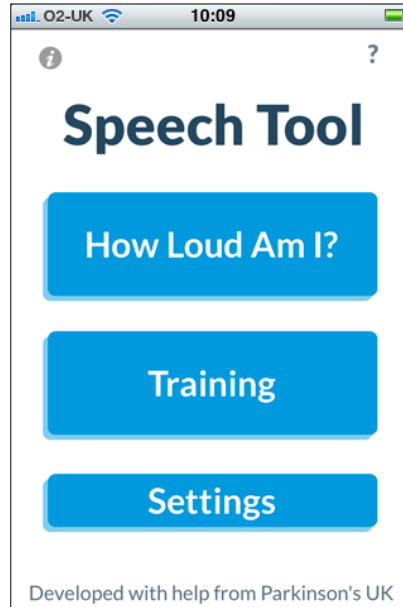 O2-UK 10:09
i ?
Speech Tool
How Loud Am I?
Training
Settings
Developed with help from Parkinson's UK